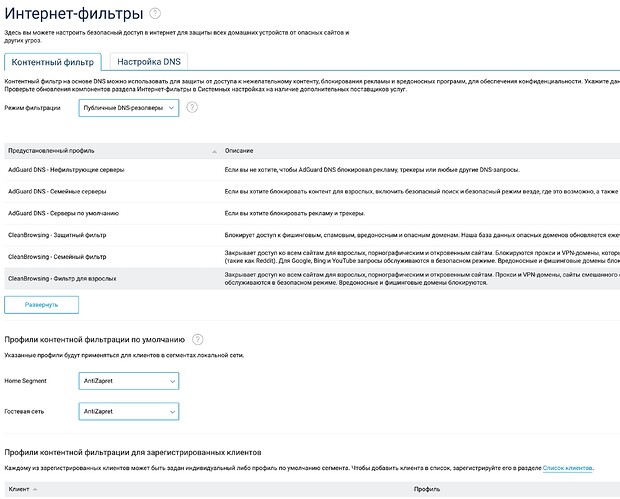 Интернет-фильтры ?
Здесь вы можете настроить безопасный доступ в интернет для защиты всех домашних устройств от опасных сайтов и
других угроз.
Контентный фильтр Настройка DNS
Контентный фильтр на основе DNS можно использовать для защиты от доступа к нежелательному контенту, блокирования рекламы и вредоносных программ, для обеспечения конфиденциальности. Укажите дан
Проверьте обновления компонентов раздела Интернет-фильтры в Системных настройках на наличие дополнительных поставщиков услуг.
Режим фильтрации Публичные DNS-резолверы ?
Предустановленный профиль Описание
AdGuard DNS - Нефильтрующие серверы Если вы не хотите, чтобы AdGuard DNS блокировал рекламу, трекеры или любые другие DNS-запросы.
AdGuard DNS - Семейные серверы Если вы хотите блокировать контент для взрослых, включить безопасный поиск и безопасный режим везде, где это возможно, а также
AdGuard DNS - Серверы по умолчанию Если вы хотите блокировать рекламу и трекеры.
CleanBrowsing - Защитный фильтр Блокирует доступ к фишинговым, спамовым, вредоносным и опасным доменам. Наша база данных опасных доменов обновляется еже
CleanBrowsing - Семейный фильтр Закрывает доступ ко всем сайтам для взрослых, порнографическим и откровенным сайтам. Блокируются прокси и VPN-домены, которы
(такие как Reddit). Для Google, Bing и YouTube запросы обслуживаются в безопасном режиме. Вредоносные и фишинговые домены блок
CleanBrowsing - Фильтр для взрослых Закрывает доступ ко всем сайтам для взрослых, порнографическим и откровенным сайтам. Прокси и VPN-домены, сайты смешанного с
обслуживаются в безопасном режиме. Вредоносные и фишинговые домены блокируются.
Развернуть
Профили контентной фильтрации по умолчанию ?
Указанные профили будут применяться для клиентов в сегментах локальной сети.
Home Segment AntiZapret
Гостевая сеть AntiZapret
Профили контентной фильтрации для зарегистрированных клиентов
Каждому из зарегистрированных клиентов может быть задан индивидуальный либо профиль по умолчанию сегмента. Чтобы добавить клиента в список, зарегистрируйте его в разделе Список клиентов.
Клиент Профиль